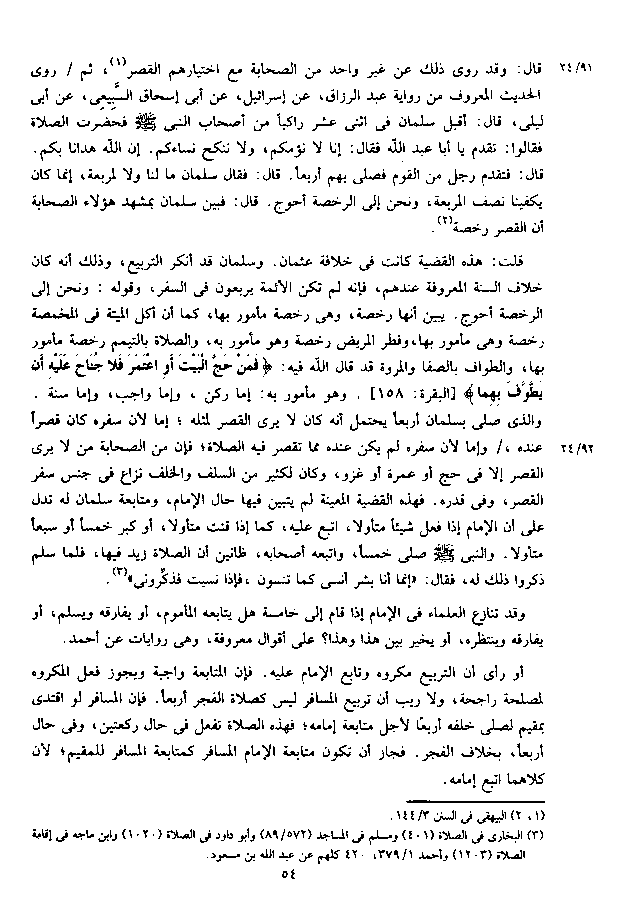 ٢٤/٩١ قال: وقد روى ذلك عن غير واحد من الصحابة مع اختيارهم القصر(١)، ثم / روى
الحديث المعروف من رواية عبد الرزاق، عن إسرائيل، عن أبى إسحاق السَّبِيعى، عن أبى
ليلى، قال: أقبل سلمان فى اثنى عشر راكباً من أصحاب النبى ﷺ فحضرت الصلاة
فقالوا: تقدم يا أبا عبد الله فقال: إنا لا نؤمكم، ولا ننكح نساءكم. إن الله هدانا بكم.
قال: فتقدم رجل من القوم فصلى بهم أربعاً. قال: فقال سلمان ما لنا ولا لمربعة، إنما كان
يكفينا نصف المربعة، ونحن إلى الرخصة أحوج. قال: فبين سلمان بمشهد هؤلاء الصحابة
أن القصر رخصة(٢).
قلت: هذه القضية كانت فى خلافة عثمان. وسلمان قد أنكر التربيع، وذلك أنه كان
خلاف السنة المعروفة عندهم، فإنه لم تكن الأئمة يربعون فى السفر، وقوله : ونحن إلى
الرخصة أحوج. يبين أنها رخصة، وهى رخصة مأمور بها، كما أن أكل الميتة فى المخمصة
رخصة وهى مأمور بها،وفطر المريض رخصة وهو مأمور به، والصلاة بالتيمم رخصة مأمور
بها، والطواف بالصفا والمروة قد قال الله فيه: ﴿ فَمَنْ حَجَّ الْبَيْتَ أَوِ اعْتَمَرَ فَلا جُنَاحَ عَلَيْهِ أَن
يَطَّوَّفَ بِهِمَا﴾ [البقرة: ١٥٨] . وهو مأمور به: إما ركن ، وإما واجب، وإما سنة .
والذى صلى بسلمان أربعاً يحتمل أنه كان لا يرى القصر لمثله ؛ إما لأن سفره كان قصراً
٢٤/٩٢ عنده ،/ وإما لأن سفره لم يكن عنده مما تقصر فيه الصلاة؛ فإن من الصحابة من لا يرى
القصر إلا فى حج أو عمرة أو غزو، وكان لكثير من السلف والخلف نزاع فى جنس سفر
القصر، وفى قدره. فهذه القضية المعينة لم يتبين فيها حال الإمام، ومتابعة سلمان له تدل
على أن الإمام إذا فعل شيئاً متأولا، اتبع عليه، كما إذا قنت متأولا، أو كبر خمساً أو سبعاً
متأولا. والنبى ﷺ صلى خمساً، واتبعه أصحابه، ظانين أن الصلاة زيد فيها، فلما سلم
ذكروا ذلك له، فقال: «إنما أنا بشر أنسى كما تنسون ،فإذا نسيت فذكِّرونى»(٣).
وقد تنازع العلماء فى الإمام إذا قام إلى خامسة هل يتابعه المأموم، أو يفارقه ويسلم، أو
يفارقه وينتظره، أو يخير بين هذا وهذا؟ على أقوال معروفة، وهى روايات عن أحمد.
أو رأى أن التربيع مكروه وتابع الإمام عليه. فإن المتابعة واجبة ويجوز فعل المكروه
لمصلحة راجحة، ولا ريب أن تربيع المسافر ليس كصلاة الفجر أربعاً. فإن المسافر لو اقتدى
بمقيم لصلى خلفه أربعًا لأجل متابعة إمامه؛ فهذه الصلاة تفعل فى حال ركعتين، وفى حال
أربعاً، بخلاف الفجر. فجاز أن تكون متابعة الإمام المسافر كمتابعة المسافر للمقيم؛ لأن
كلاهما اتبع إمامه.
(١، ٢) البيهقى فى السنن ٣/ ١٤٤ .
(٣) البخارى فى الصلاة (٤٠١) ومسلم فى المساجد (٥٧٢/ ٨٩) وأبو داود فى الصلاة (١٠٢٠) وابن ماجه فى إقامة
الصلاة (١٢٠٣) وأحمد ١/ ٣٧٩، ٤٢٠ كلهم عن عبد الله بن مسعود.
٥٤